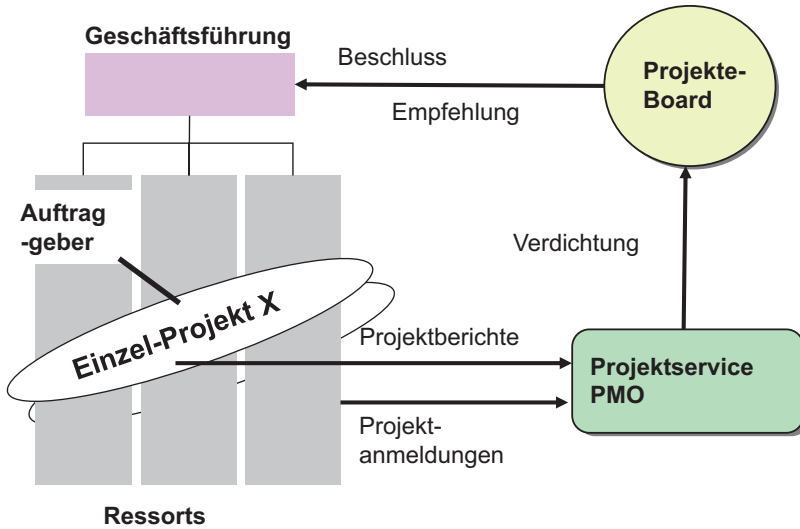 Geschäftsführung
Beschluss
Empfehlung
Projekte-
Board
Auftrag
-geber
Verdichtung
Einzel-Projekt X
Projektberichte
Projektservice
PMO
Projekt-
anmeldungen
Ressorts